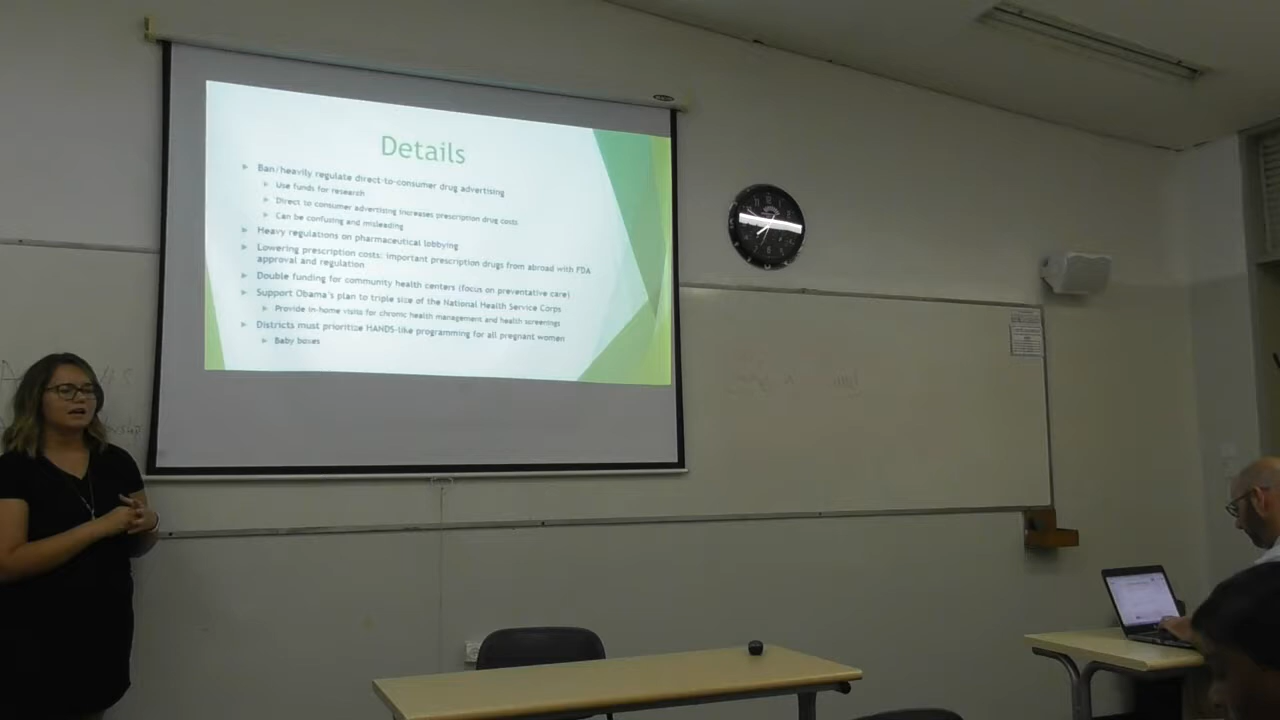 Details
Ban/heavily regulate direct-to-consumer drug advertising
Use funds for research
Direct to consumer advertising increases prescription drug costs
Can be confusing and misleading
Heavy regulations on pharmaceutical lobbying
Lowering prescription costs: important prescription drugs from abroad with FDA
approval and regulation
Double funding for community health centers (focus on preventative care)
Support Obama's plan to triple size of the National Health Service Corps
Provide in-home visits for chronic health management and health screenings
Districts must prioritize HANDS-like programming for all pregnant women
Baby boxes